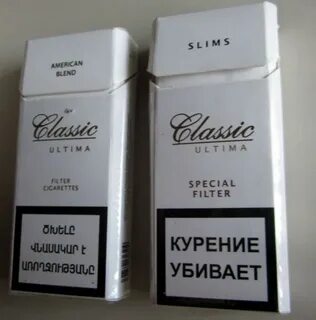 AMERICAN
BLEND
Classic
ULTIMA
FILTER
CIGARETTES
ԾԽԵԼԸ
ՎՆԱՍԱԿԱՐ Է
ԱՌՈՂՋՈՒԹՅԱՆԸ
SLIMS
Classic
ULTIMA
SPECIAL
FILTER
КУРЕНИЕ
УБИВАЕТ